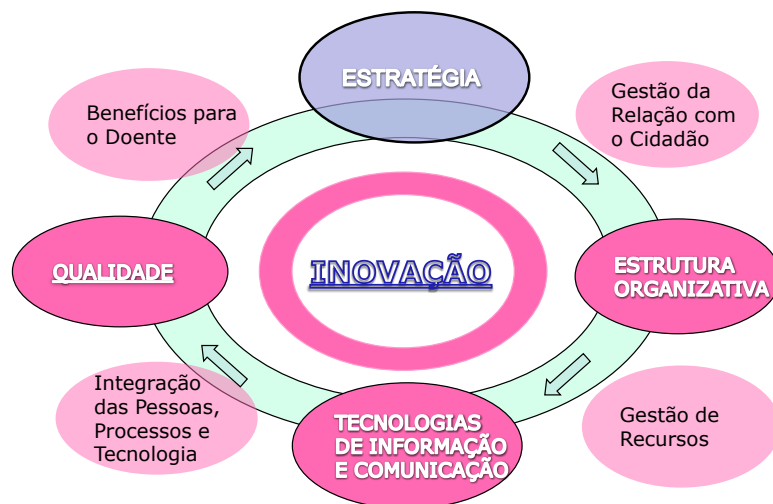 ESTRATÉGIA
Gestão da
Relação com
o Cidadão
Benefícios para
o Doente
QUALIDADE
INOVAÇÃO
ESTRUTURA
ORGANIZATIVA
Integração
das Pessoas,
Processos e
Tecnologia
TECNOLOGIAS
DE INFORMAÇÃO
E COMUNICAÇÃO
Gestão de
Recursos